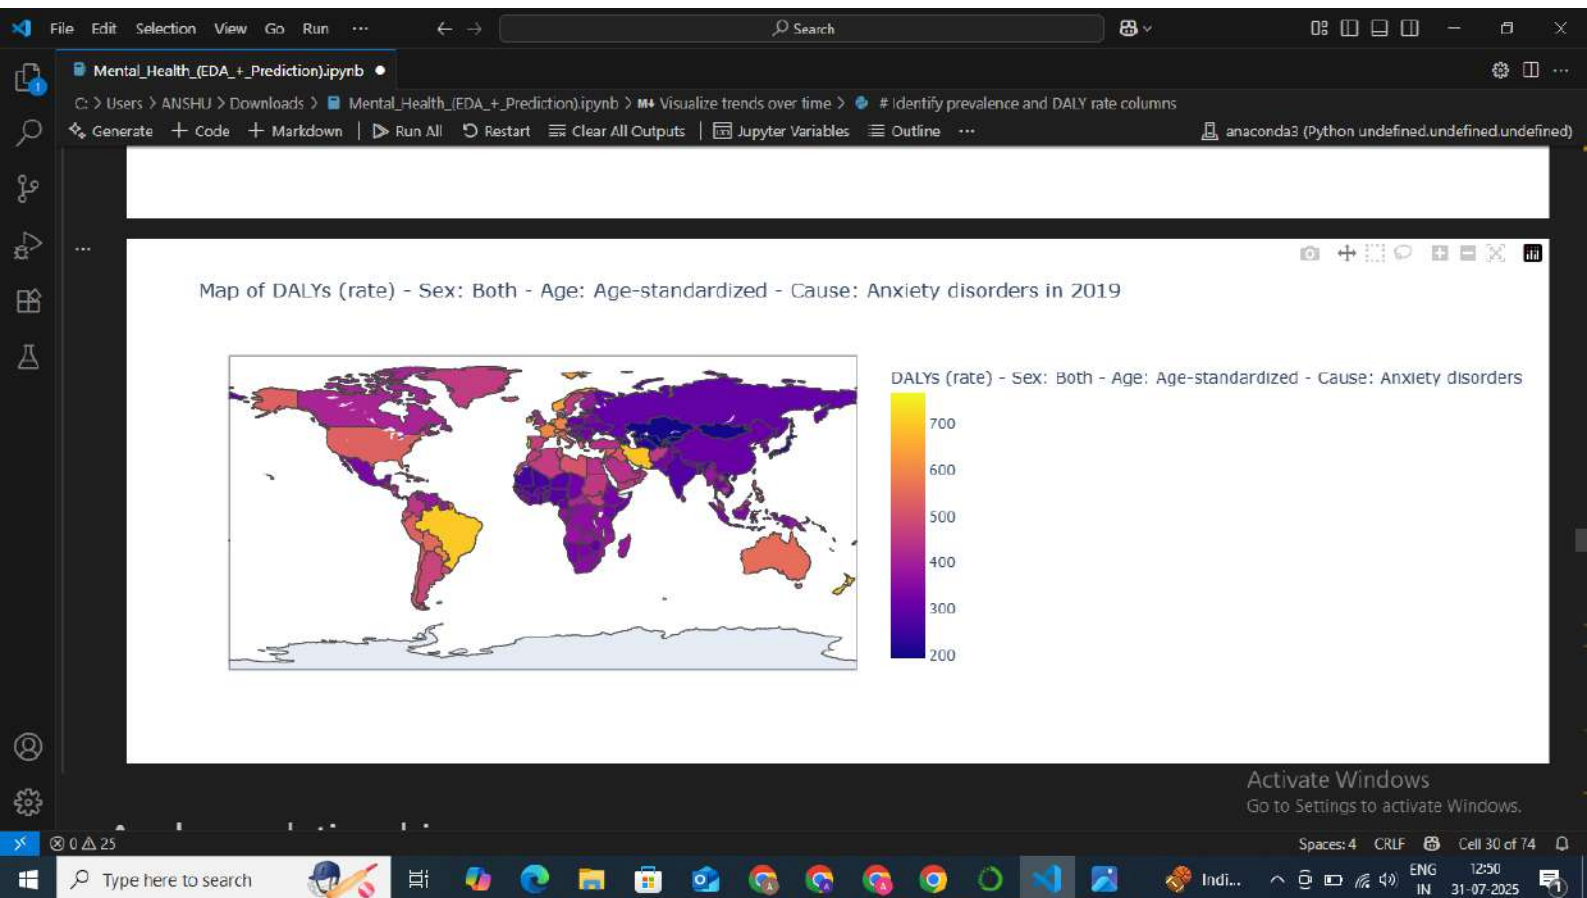 File Edit Selection View Go Run ···
Search
Mental_Health_(EDA_+_Prediction).ipynb
C: > Users > ANSHU > Downloads > Mental_Health_(EDA_+_Prediction).ipynb > M↓ Visualize trends over time > # Identify prevalence and DALY rate columns
Generate + Code + Markdown | Run All Restart Clear All Outputs | Jupyter Variables Outline ···
anaconda3 (Python undefined.undefined.undefined)
Map of DALYs (rate) - Sex: Both - Age: Age-standardized - Cause: Anxiety disorders in 2019
DALYs (rate) - Sex: Both - Age: Age-standardized - Cause: Anxiety disorders
700
600
500
400
300
200
Activate Windows
Go to Settings to activate Windows.
0 25
Spaces: 4 CRLF Cell 30 of 74
Type here to search
Indi...
ENG
IN
12:50
31-07-2025
1